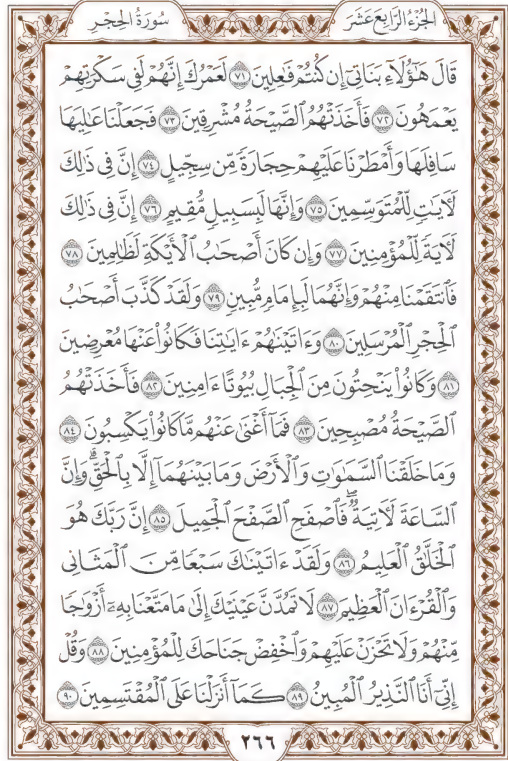 الجزء الرابع عشر
سورة الحجر
قَالَ هَٰٓؤُلَآءِ بَنَاتِىٓ إِن كُنتُمْ فَٰعِلِينَ ٧١ لَعَمْرُكَ إِنَّهُمْ لَفِى سَكْرَتِهِمْ
يَعْمَهُونَ ٧٢ فَأَخَذَتْهُمُ ٱلصَّيْحَةُ مُشْرِقِينَ ٧٣ فَجَعَلْنَا عَٰلِيَهَا
سَافِلَهَا وَأَمْطَرْنَا عَلَيْهِمْ حِجَارَةً مِّن سِجِّيلٍ ٧٤ إِنَّ فِى ذَٰلِكَ
لَءَايَٰتٍ لِّلْمُتَوَسِّمِينَ ٧٥ وَإِنَّهَا لَبِسَبِيلٍ مُّقِيمٍ ٧٦ إِنَّ فِى ذَٰلِكَ
لَءَايَةً لِّلْمُؤْمِنِينَ ٧٧ وَإِن كَانَ أَصْحَٰبُ ٱلْأَيْكَةِ لَظَٰلِمِينَ ٧٨
فَٱنتَقَمْنَا مِنْهُمْ وَإِنَّهُمَا لَبِإِمَامٍ مُّبِينٍ ٧٩ وَلَقَدْ كَذَّبَ أَصْحَٰبُ
ٱلْحِجْرِ ٱلْمُرْسَلِينَ ٨٠ وَءَاتَيْنَٰهُمْ ءَايَٰتِنَا فَكَانُوا۟ عَنْهَا مُعْرِضِينَ
٨١ وَكَانُوا۟ يَنْحِتُونَ مِنَ ٱلْجِبَالِ بُيُوتًا ءَامِنِينَ ٨٢ فَأَخَذَتْهُمُ
ٱلصَّيْحَةُ مُصْبِحِينَ ٨٣ فَمَآ أَغْنَىٰ عَنْهُم مَّا كَانُوا۟ يَكْسِبُونَ ٨٤
وَمَا خَلَقْنَا ٱلسَّمَٰوَٰتِ وَٱلْأَرْضَ وَمَا بَيْنَهُمَآ إِلَّا بِٱلْحَقِّ ۗ وَإِنَّ
ٱلسَّاعَةَ لَءَاتِيَةٌ ۖ فَٱصْفَحِ ٱلصَّفْحَ ٱلْجَمِيلَ ٨٥ إِنَّ رَبَّكَ هُوَ
ٱلْخَلَّٰقُ ٱلْعَلِيمُ ٨٦ وَلَقَدْ ءَاتَيْنَٰكَ سَبْعًا مِّنَ ٱلْمَثَانِى
وَٱلْقُرْءَانَ ٱلْعَظِيمَ ٨٧ لَا تَمُدَّنَّ عَيْنَيْكَ إِلَىٰ مَا مَتَّعْنَا بِهِۦٓ أَزْوَٰجًا
مِّنْهُمْ وَلَا تَحْزَنْ عَلَيْهِمْ وَٱخْفِضْ جَنَاحَكَ لِلْمُؤْمِنِينَ ٨٨ وَقُلْ
إِنِّىٓ أَنَا ٱلنَّذِيرُ ٱلْمُبِينُ ٨٩ كَمَآ أَنزَلْنَا عَلَى ٱلْمُقْتَسِمِينَ ٩٠
٢٦٦